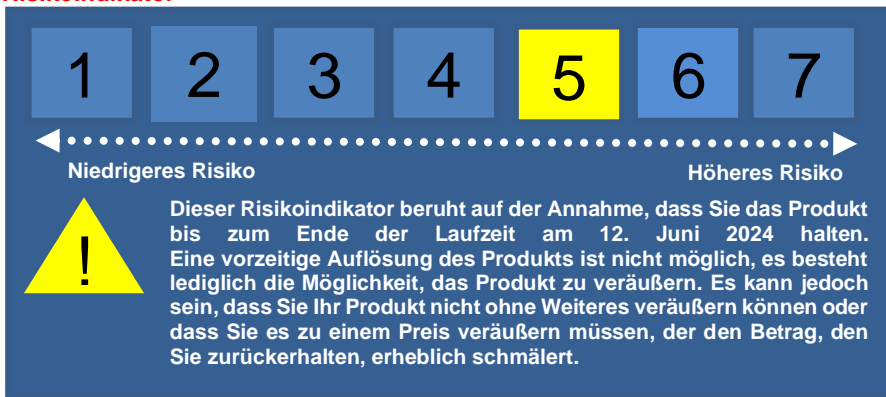 Risikoindikator
1 2 3 4 5 6 7
Niedrigeres Risiko Höheres Risiko
!
Dieser Risikoindikator beruht auf der Annahme, dass Sie das Produkt
bis zum Ende der Laufzeit am 12. Juni 2024 halten.
Eine vorzeitige Auflösung des Produkts ist nicht möglich, es besteht
lediglich die Möglichkeit, das Produkt zu veräußern. Es kann jedoch
sein, dass Sie Ihr Produkt nicht ohne Weiteres veräußern können oder
dass Sie es zu einem Preis veräußern müssen, der den Betrag, den
Sie zurückerhalten, erheblich schmälert.